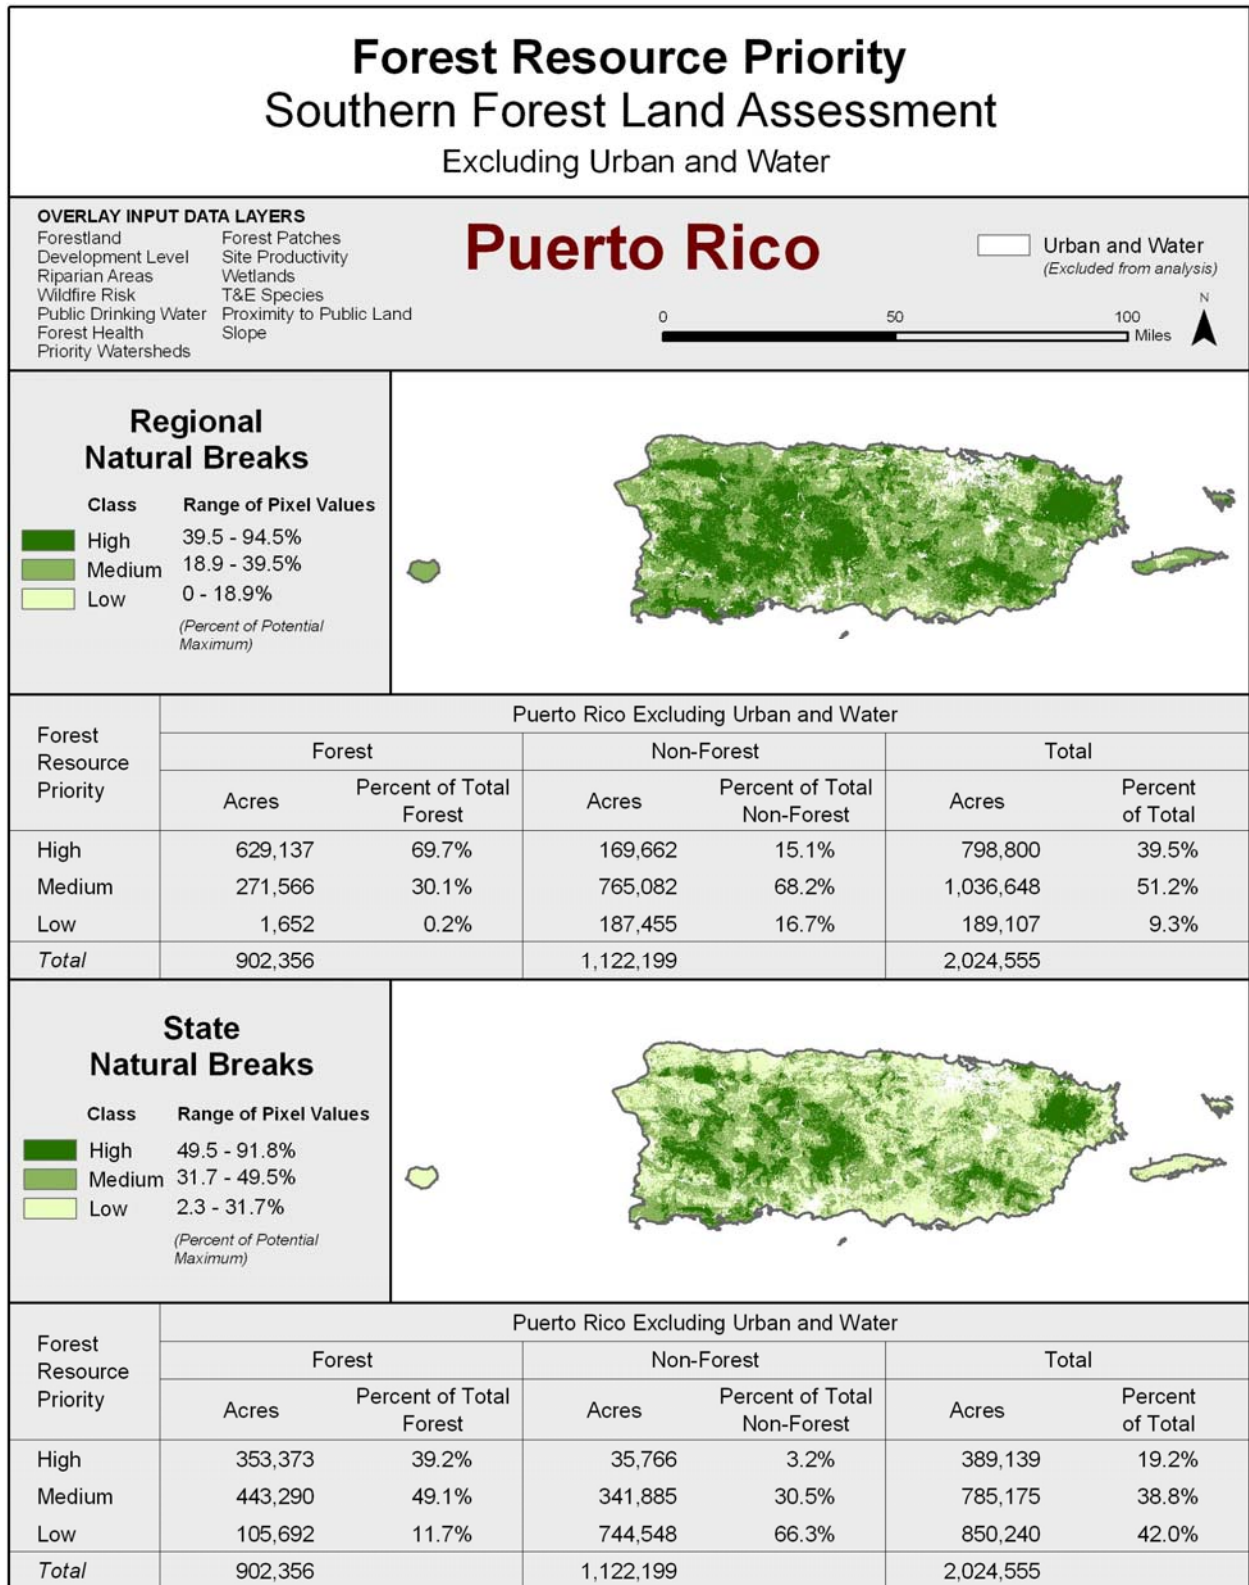 Forest Resource Priority
Southern Forest Land Assessment
Excluding Urban and Water
OVERLAY INPUT DATA LAYERS
Forestland Forest Patches
Development Level Site Productivity
Riparian Areas Wetlands
Wildfire Risk T&E Species
Public Drinking Water Proximity to Public Land
Forest Health Slope
Priority Watersheds
Puerto Rico
Urban and Water
(Excluded from analysis)
0 50 100
Miles
N
Regional
Natural Breaks
Class Range of Pixel Values
High 39.5 - 94.5%
Medium 18.9 - 39.5%
Low 0 - 18.9%
(Percent of Potential
Maximum)
Forest
Resource
Priority
Puerto Rico Excluding Urban and Water
Forest Non-Forest Total
Acres Percent of Total Forest Acres Percent of Total Non-Forest Acres Percent of Total
High 629,137 69.7% 169,662 15.1% 798,800 39.5%
Medium 271,566 30.1% 765,082 68.2% 1,036,648 51.2%
Low 1,652 0.2% 187,455 16.7% 189,107 9.3%
Total 902,356 1,122,199 2,024,555
State
Natural Breaks
Class Range of Pixel Values
High 49.5 - 91.8%
Medium 31.7 - 49.5%
Low 2.3 - 31.7%
(Percent of Potential
Maximum)
Forest
Resource
Priority
Puerto Rico Excluding Urban and Water
Forest Non-Forest Total
Acres Percent of Total Forest Acres Percent of Total Non-Forest Acres Percent of Total
High 353,373 39.2% 35,766 3.2% 389,139 19.2%
Medium 443,290 49.1% 341,885 30.5% 785,175 38.8%
Low 105,692 11.7% 744,548 66.3% 850,240 42.0%
Total 902,356 1,122,199 2,024,555